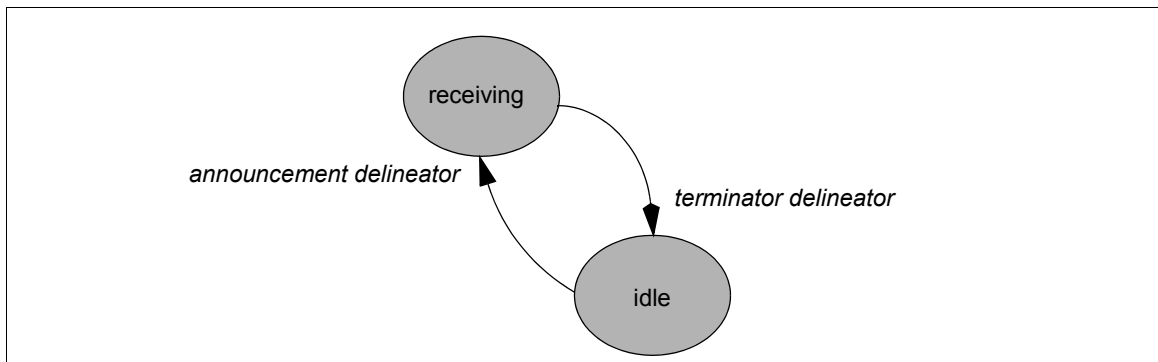 receiving
announcement delineator
terminator delineator
idle